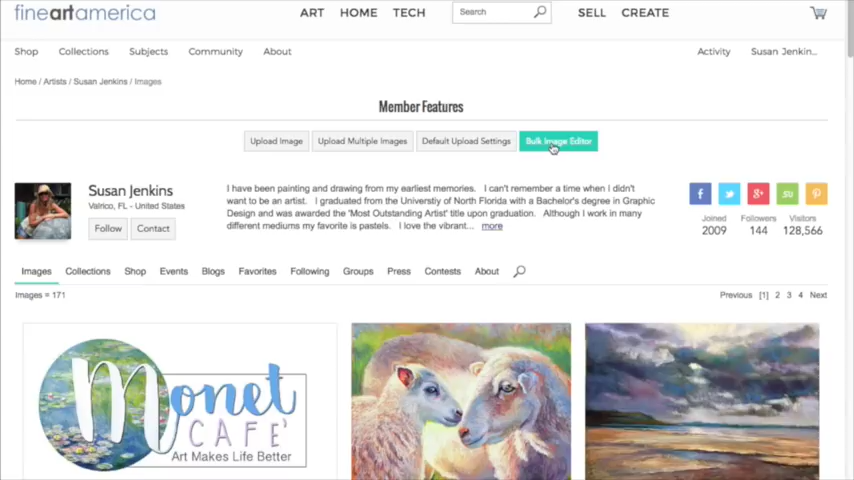 fineartamerica
ART HOME TECH Search SELL CREATE
Shop Collections Subjects Community About Activity Susan Jenkin...
Home / Artists / Susan Jenkins / Images
Member Features
Upload Image Upload Multiple Images Default Upload Settings Bulk Image Editor
Susan Jenkins
Valrico, FL - United States
Follow Contact
I have been painting and drawing from my earliest memories. I can't remember a time when I didn't
want to be an artist. I graduated from the Universtiy of North Florida with a Bachelor's degree in Graphic
Design and was awarded the 'Most Outstanding Artist' title upon graduation. Although I work in many
different mediums my favorite is pastels. I love the vibrant... more
Joined Followers Visitors
2009 144 128,566
Images Collections Shop Events Blogs Favorites Following Groups Press Contests About
Images = 171 Previous [1] 2 3 4 Next
Monet
CAFE'
Art Makes Life Better